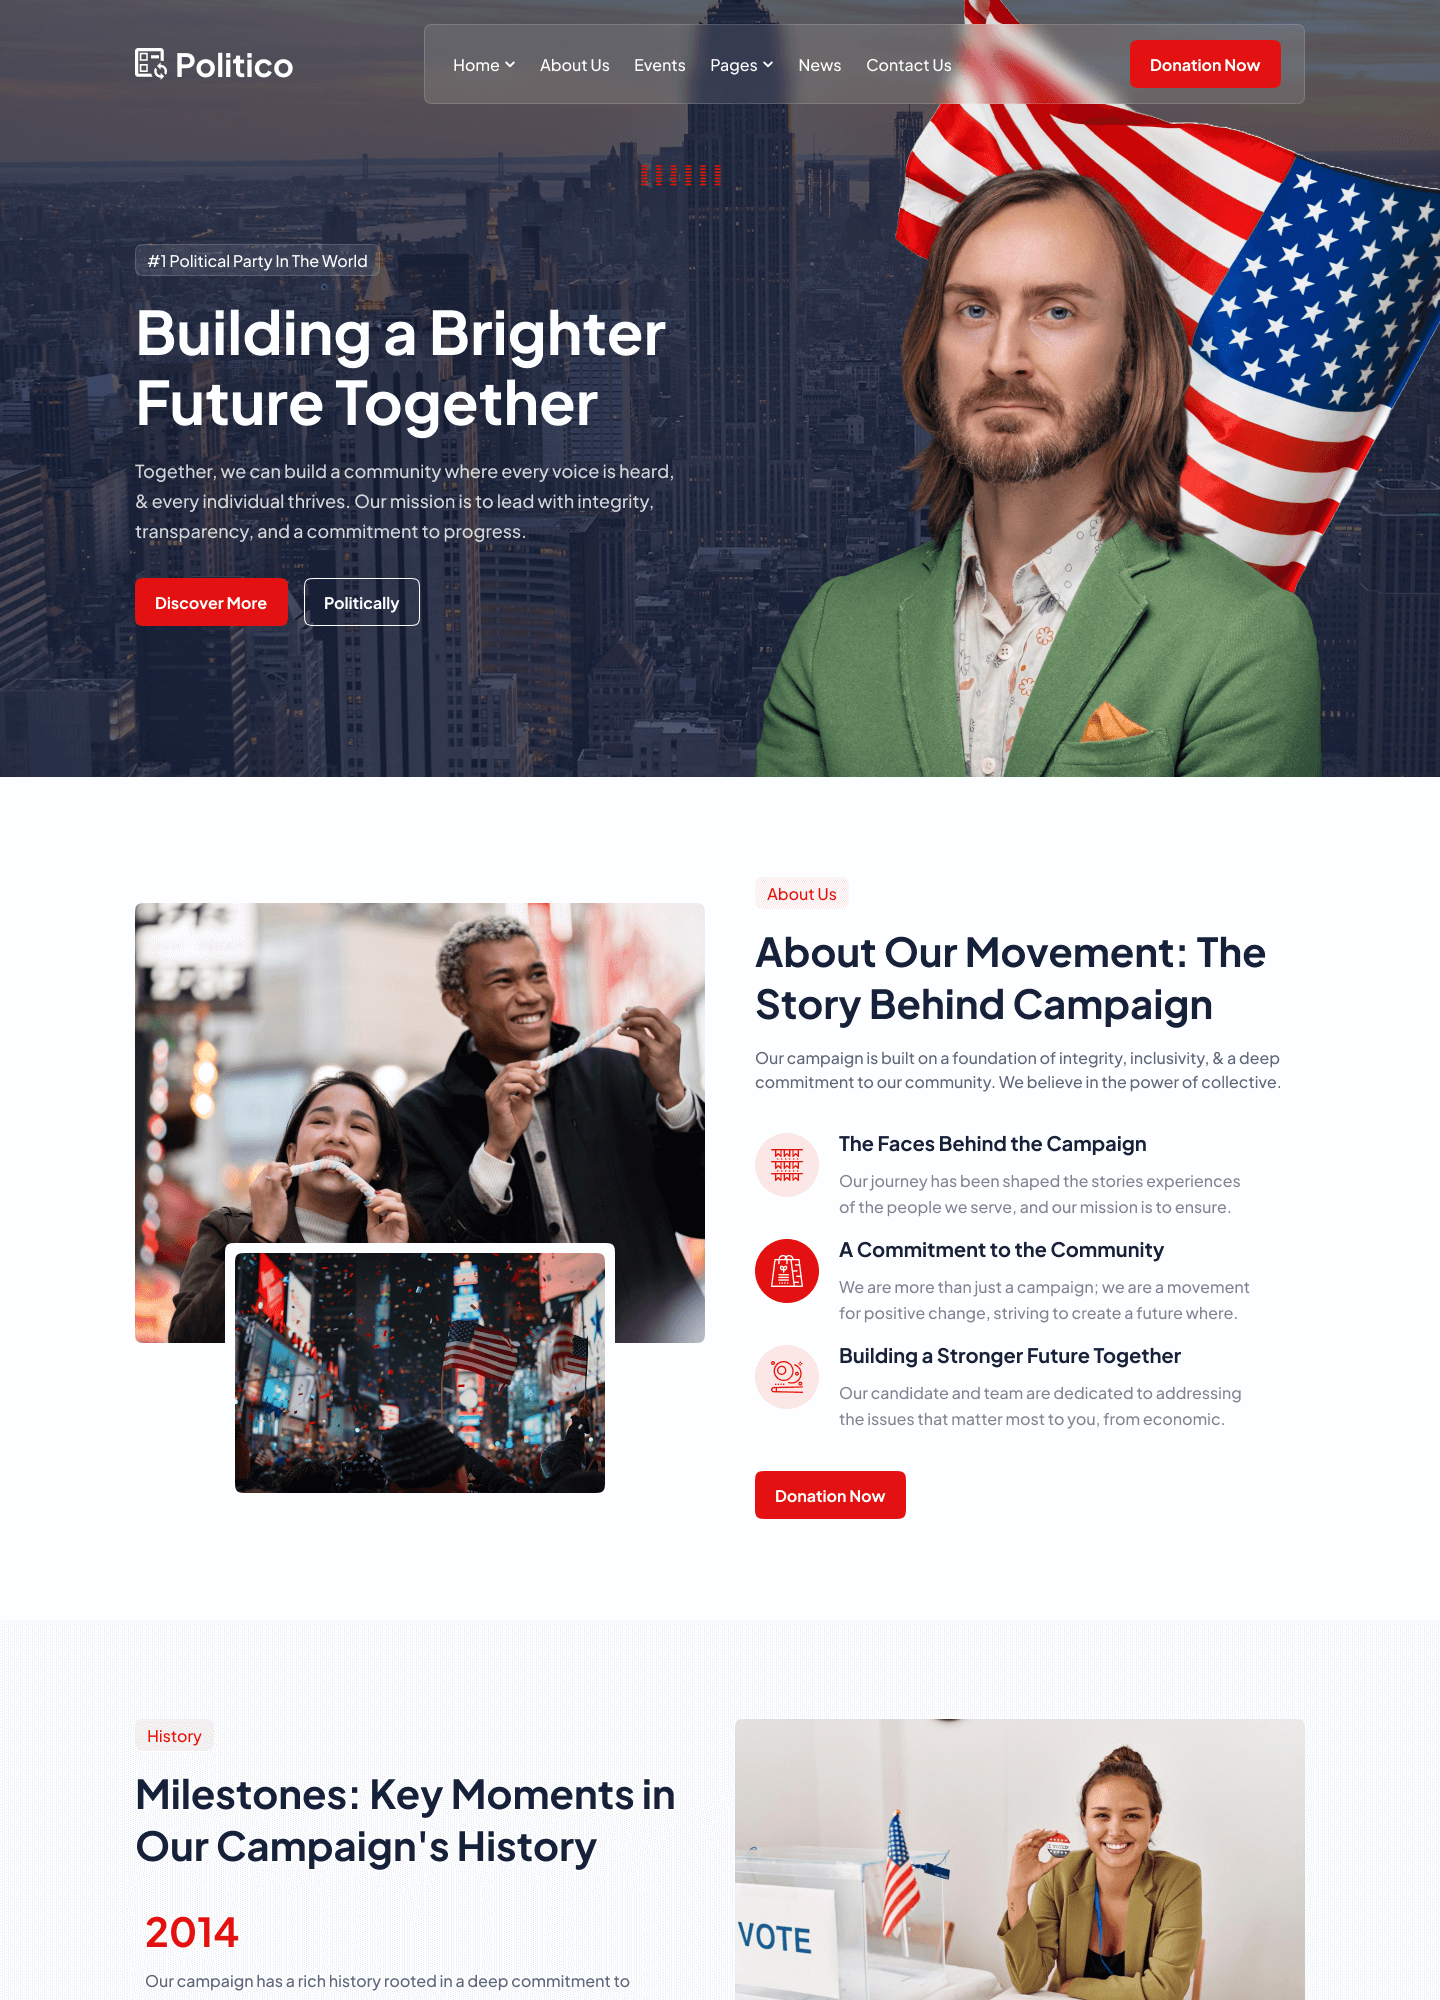 Politico
Home
About Us
Events
Pages
News
Contact Us
Donation Now
#1 Political Party In The World
Building a Brighter
Future Together
Together, we can build a community where every voice is heard,
& every individual thrives. Our mission is to lead with integrity,
transparency, and a commitment to progress.
Discover More
Politically
About Us
About Our Movement: The
Story Behind Campaign
Our campaign is built on a foundation of integrity, inclusivity, & a deep
commitment to our community. We believe in the power of collective.
The Faces Behind the Campaign
Our journey has been shaped the stories experiences
of the people we serve, and our mission is to ensure.
A Commitment to the Community
We are more than just a campaign; we are a movement
for positive change, striving to create a future where.
Building a Stronger Future Together
Our candidate and team are dedicated to addressing
the issues that matter most to you, from economic.
Donation Now
History
Milestones: Key Moments in
Our Campaign's History
2014
Our campaign has a rich history rooted in a deep commitment to
VOTE